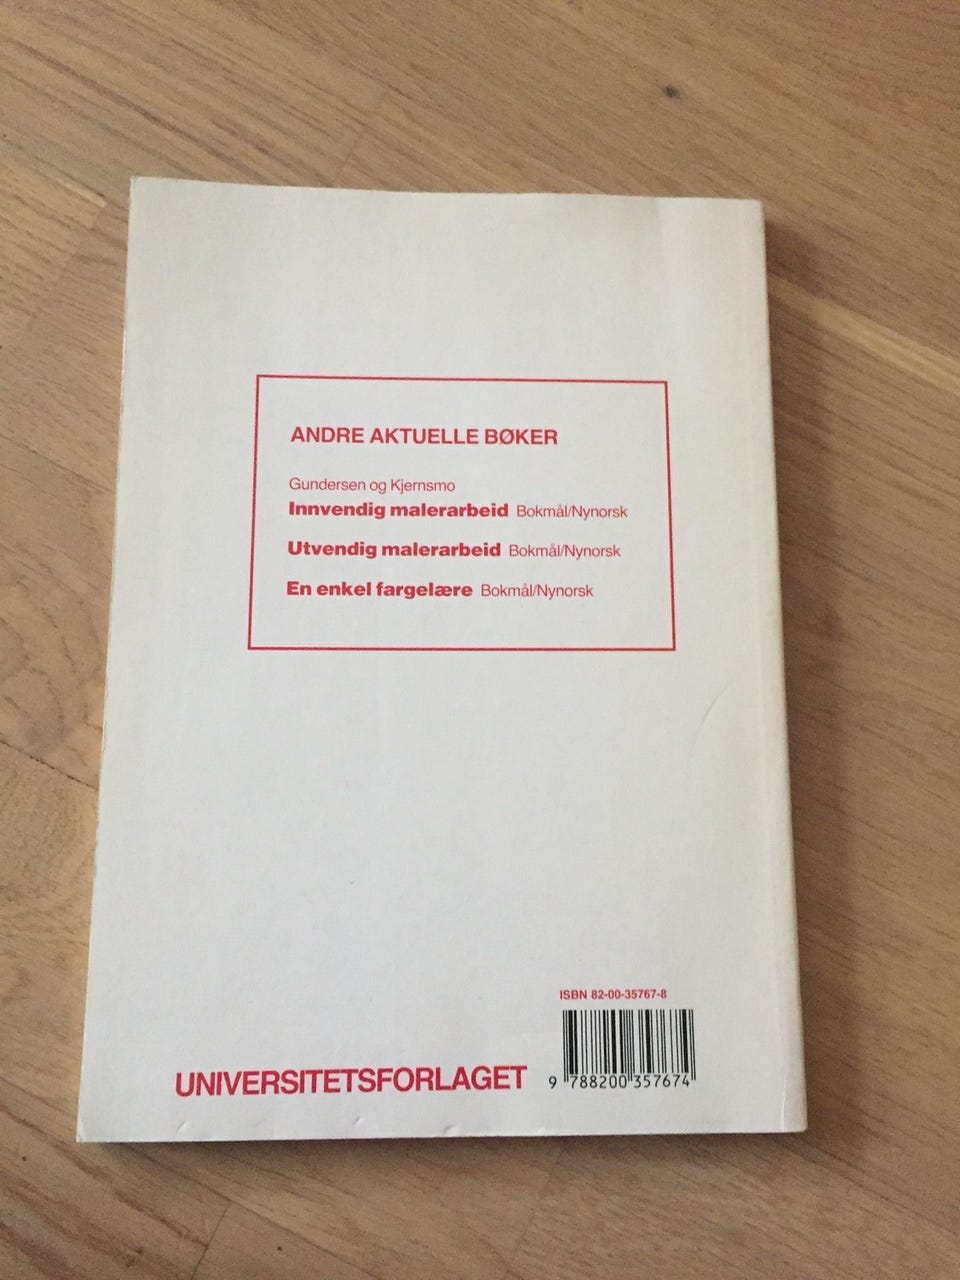 ANDRE AKTUELLE BØKER
Gundersen og Kjernsmo
Innvendig malerarbeid Bokmål/Nynorsk
Utvendig malerarbeid Bokmål/Nynorsk
En enkel fargelære Bokmål/Nynorsk
ISBN 82-00-35767-8
UNIVERSITETSFORLAGET
9 788200 357674